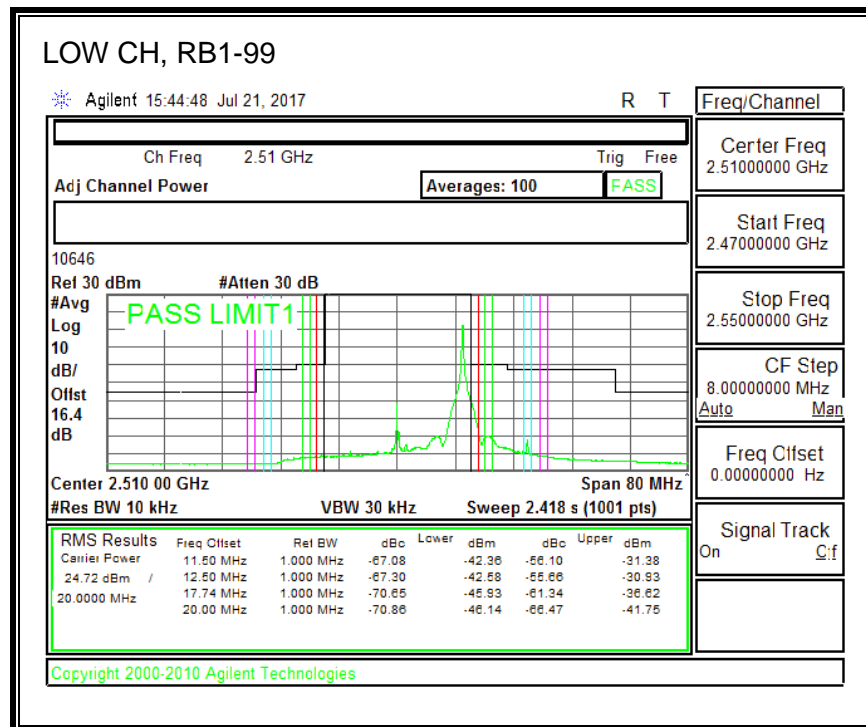 LOW CH, RB1-99
Agilent 15:44:48 Jul 21, 2017 R T
Freq/Channel
Ch Freq 2.51 GHz Trig Free
Adj Channel Power Averages: 100 PASS
Center Freq
2.51000000 GHz
Start Freq
2.47000000 GHz
Stop Freq
2.55000000 GHz
CF Step
8.00000000 MHz
Auto Man
Freq Offset
0.00000000 Hz
Signal Track
On Off
10646
Ref 30 dBm #Atten 30 dB
#Avg
Log
10
dB/
Offst
16.4
dB
PASS LIMIT1
Center 2.510 00 GHz Span 80 MHz
#Res BW 10 kHz VBW 30 kHz Sweep 2.418 s (1001 pts)
RMS Results Freq Offset Ref BW dBc Lower dBm dBc Upper dBm
Carrier Power 11.50 MHz 1.000 MHz -67.08 -42.36 -56.10 -31.38
24.72 dBm / 12.50 MHz 1.000 MHz -67.30 -42.58 -55.66 -30.93
20.0000 MHz 17.74 MHz 1.000 MHz -70.65 -45.93 -61.34 -36.62
20.00 MHz 1.000 MHz -70.86 -46.14 -66.47 -41.75
Copyright 2000-2010 Agilent Technologies